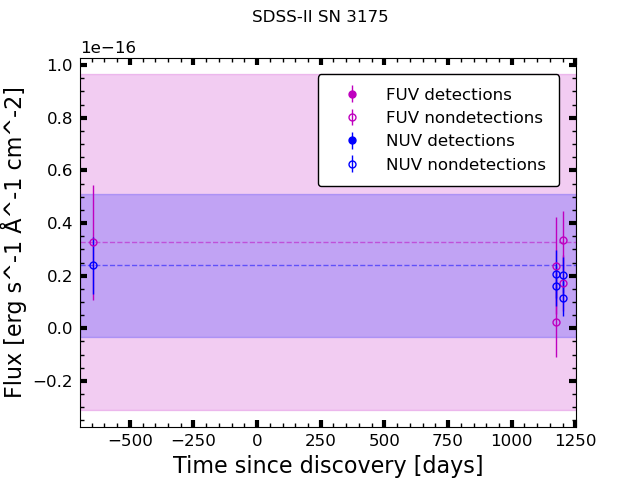 SDSS-II SN 3175
1e−16
1.0
0.8
0.6
0.4
0.2
0.0
−0.2
Flux [erg s^-1 Å^-1 cm^-2]
FUV detections
FUV nondetections
NUV detections
NUV nondetections
−500 −250 0 250 500 750 1000 1250
Time since discovery [days]